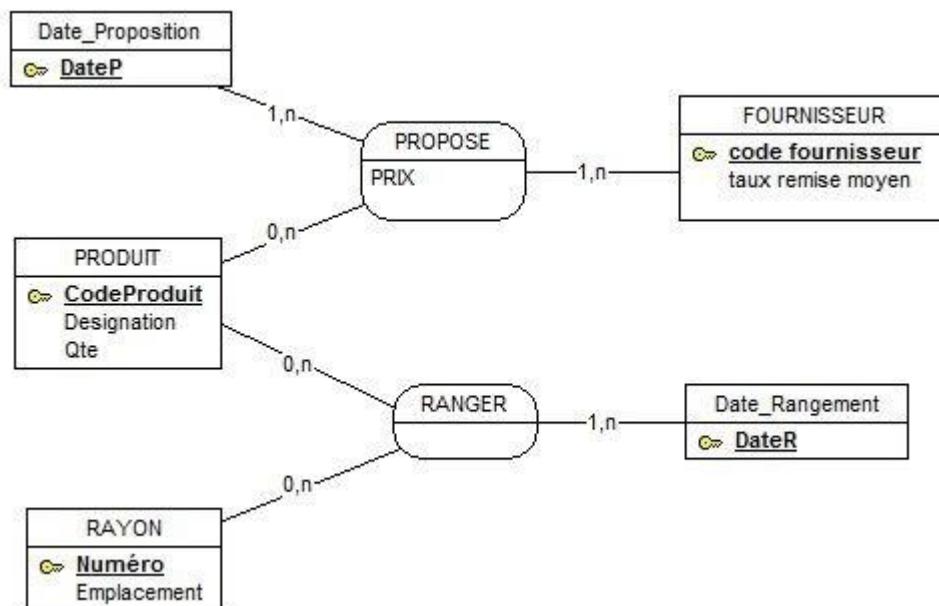 Date_Proposition
DateP
1,n
PROPOSE
PRIX
1,n
FOURNISSEUR
code fournisseur
taux remise moyen
0,n
PRODUIT
CodeProduit
Designation
Qte
0,n
RANGER
1,n
Date_Rangement
DateR
0,n
RAYON
Numéro
Emplacement